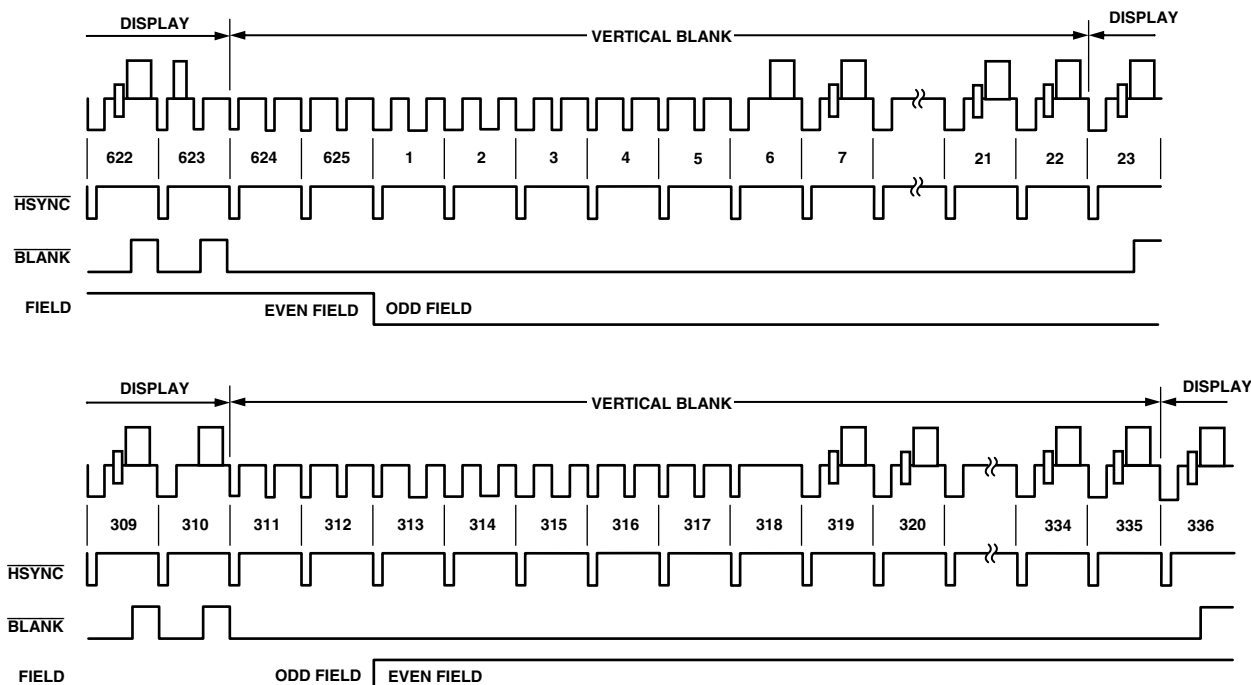 DISPLAY VERTICAL BLANK DISPLAY
622 623 624 625 1 2 3 4 5 6 7 21 22 23
HSYNC
BLANK
FIELD EVEN FIELD ODD FIELD
DISPLAY VERTICAL BLANK DISPLAY
309 310 311 312 313 314 315 316 317 318 319 320 334 335 336
HSYNC
BLANK
FIELD ODD FIELD EVEN FIELD